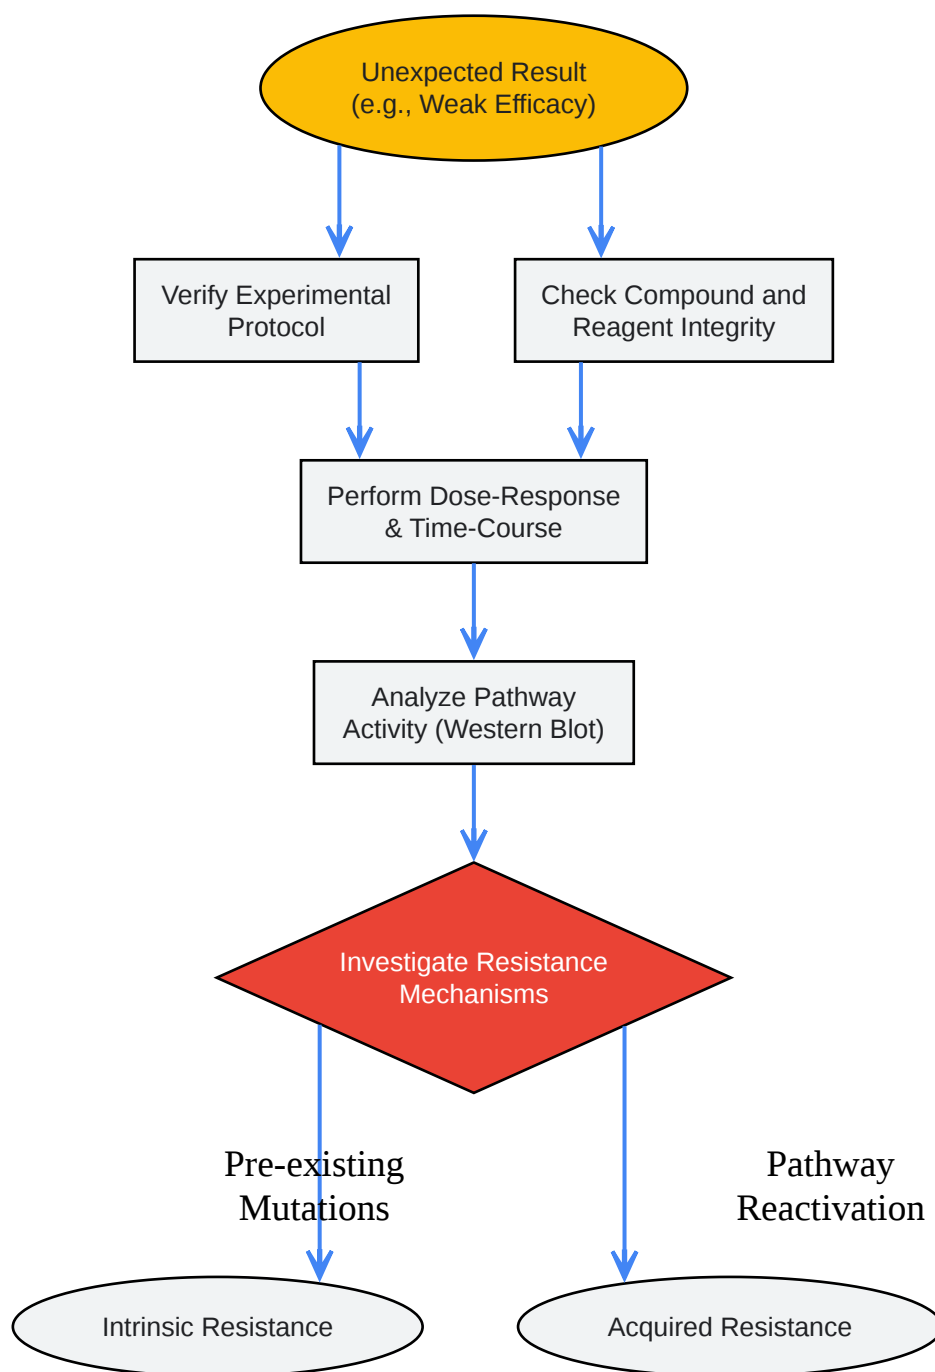 Unexpected Result
(e.g., Weak Efficacy)
Verify Experimental
Protocol
Check Compound and
Reagent Integrity
Perform Dose-Response
& Time-Course
Analyze Pathway
Activity (Western Blot)
Investigate Resistance
Mechanisms
Pre-existing
Mutations
Pathway
Reactivation
Intrinsic Resistance
Acquired Resistance